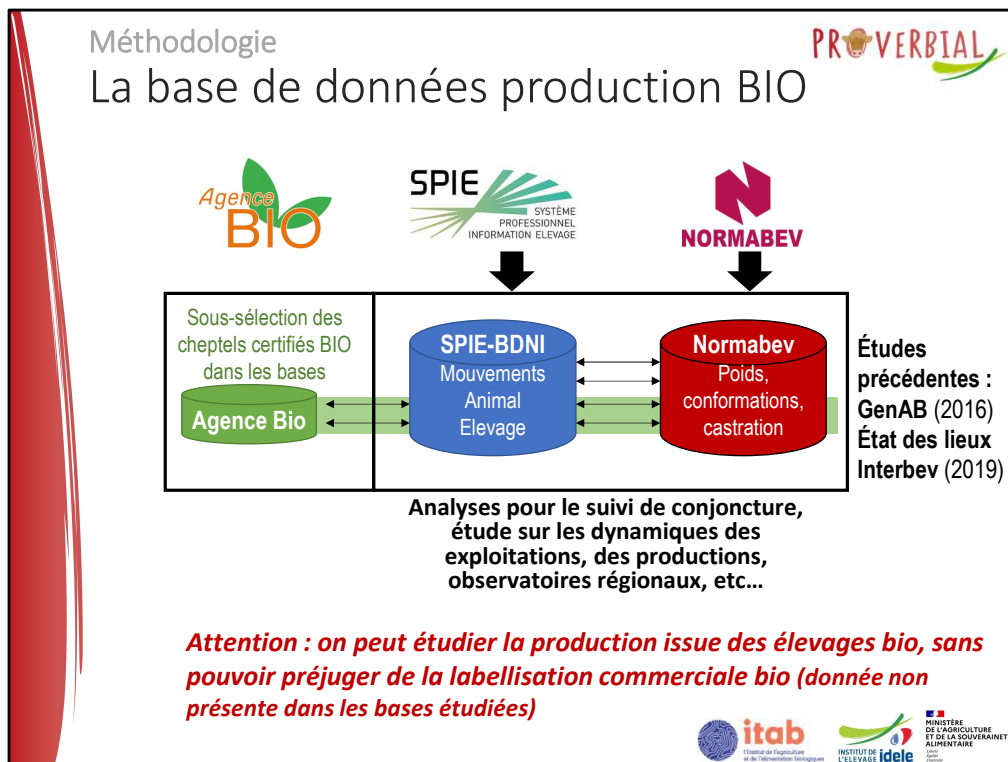 Méthodologie
PROVERBIAL
La base de données production BIO
Agence
BIO
SPIE
SYSTÈME
PROFESSIONNEL
INFORMATION ELEVAGE
NORMABEV
Sous-sélection des
cheptels certifiés BIO
dans les bases
Agence Bio
SPIE-BDNI
Mouvements
Animal
Elevage
Normabev
Poids,
conformations,
castration
Études
précédentes :
GenAB (2016)
État des lieux
Interbev (2019)
Analyses pour le suivi de conjoncture,
étude sur les dynamiques des
exploitations, des productions,
observatoires régionaux, etc…
Attention : on peut étudier la production issue des élevages bio, sans
pouvoir préjuger de la labellisation commerciale bio (donnée non
présente dans les bases étudiées)
itab
l'Institut de l'agriculture
et de l'alimentation biologiques
INSTITUT DE
L'ELEVAGE idele
MINISTÈRE
DE L'AGRICULTURE
ET DE LA SOUVERAINET
ALIMENTAIRE
Liberté
Égalité
Fraternité